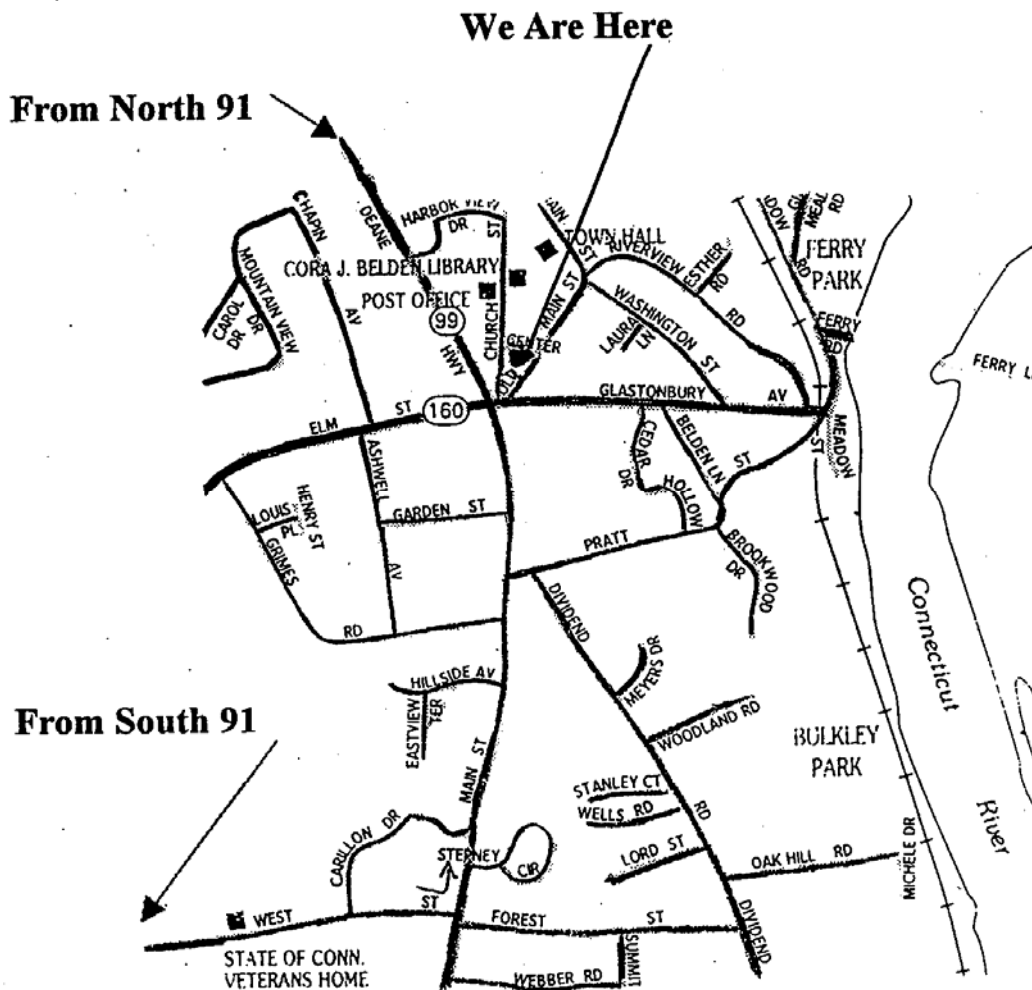 We Are Here
From North 91
CHAPIN
AV
DEANE
HWY
HARBOR VIEW
DR
ST
CHURCH
AIN
ST
TOWN HALL
RIVERVIEW
RD
ESTHER
RD
MEADOW
RD
FERRY
PARK
FERRY
RD
FERRY L
MOUNTAIN VIEW
DR
CAROL
DR
CORA J. BELDEN LIBRARY
POST OFFICE
99
CENTER
OLD
MAIN ST
WASHINGTON
ST
LAURA
LN
GLASTONBURY
AV
ELM
ST
160
ASHWELL
AV
CEDAR
DR
HOLLOW
BELDEN LN
ST
ST
MEADOW
LOUIS
PL
HENRY ST
GARDEN ST
GRIMES
RD
PRATT
BROOKWOOD
DR
DIVIDEND
Connecticut
HILLSIDE AV
EASTVIEW
TER
MEYERS DR
WOODLAND RD
From South 91
MAIN ST
BULKLEY
PARK
STANLEY CT
WELLS RD
RD
River
CARILLON DR
STEPNEY
CIR
LORD ST
OAK HILL RD
MICHELE DR
WEST
ST
FOREST ST
DIVIDEND
STATE OF CONN.
VETERANS HOME
SUMMIT
WEBBER RD